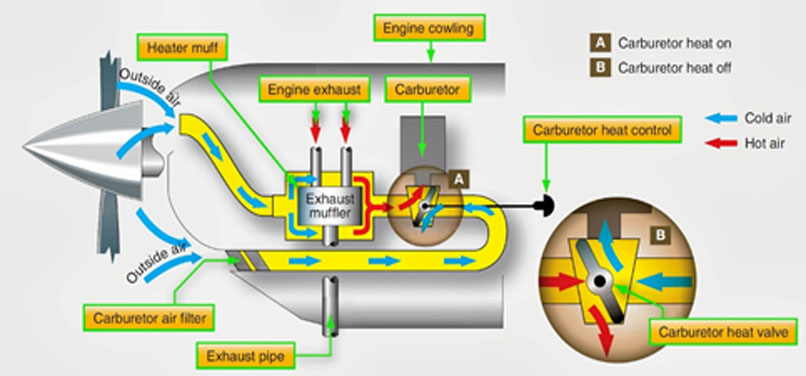 Engine cowling
Heater muff
A Carburetor heat on
B Carburetor heat off
Outside air
Engine exhaust
Carburetor
Cold air
Carburetor heat control
Hot air
A
Exhaust
muffler
B
Outside air
Carburetor air filter
Carburetor heat valve
Exhaust pipe